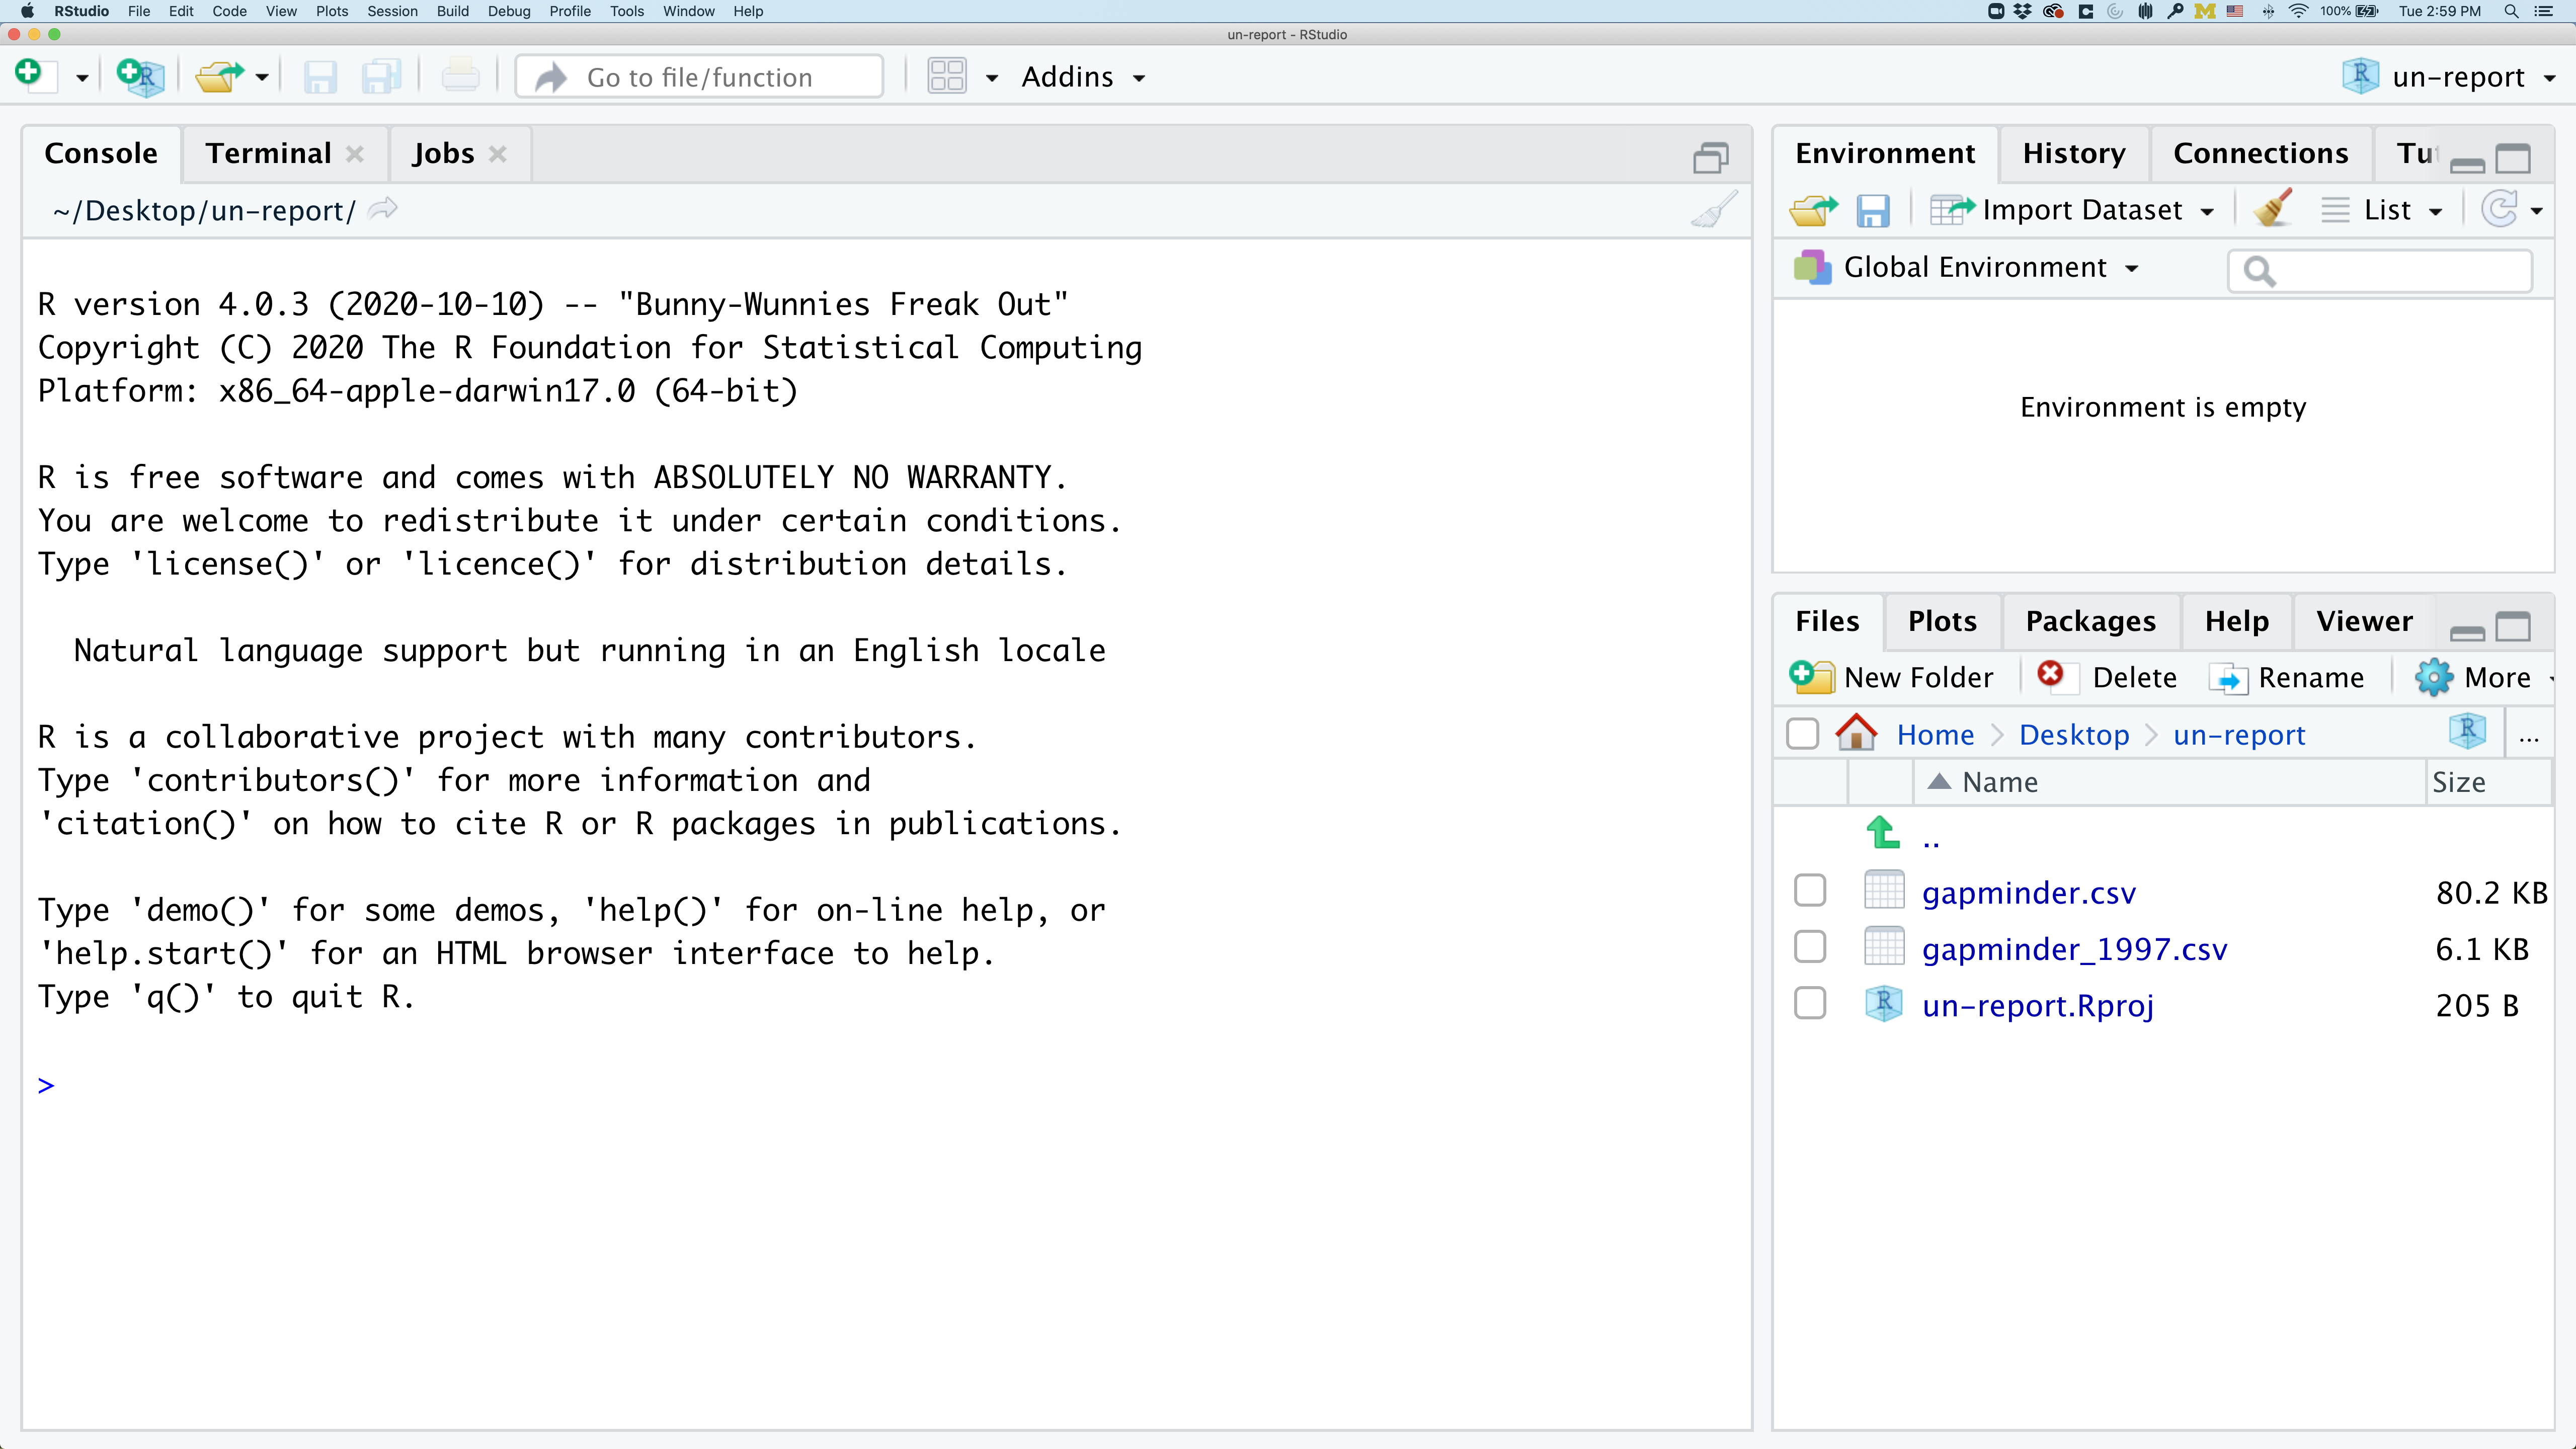 RStudio File Edit Code View Plots Session Build Debug Profile Tools Window Help 100% Tue 2:59 PM
un-report - RStudio
Go to file/function Addins un-report
Console Terminal Jobs
~/Desktop/un-report/
R version 4.0.3 (2020-10-10) -- "Bunny-Wunnies Freak Out"
Copyright (C) 2020 The R Foundation for Statistical Computing
Platform: x86_64-apple-darwin17.0 (64-bit)
R is free software and comes with ABSOLUTELY NO WARRANTY.
You are welcome to redistribute it under certain conditions.
Type 'license()' or 'licence()' for distribution details.
Natural language support but running in an English locale
R is a collaborative project with many contributors.
Type 'contributors()' for more information and
'citation()' on how to cite R or R packages in publications.
Type 'demo()' for some demos, 'help()' for on-line help, or
'help.start()' for an HTML browser interface to help.
Type 'q()' to quit R.
>
Environment History Connections Tu
Import Dataset List
Global Environment
Environment is empty
Files Plots Packages Help Viewer
New Folder Delete Rename More
Home Desktop un-report ...
Name Size
..
gapminder.csv 80.2 KB
gapminder_1997.csv 6.1 KB
un-report.Rproj 205 B